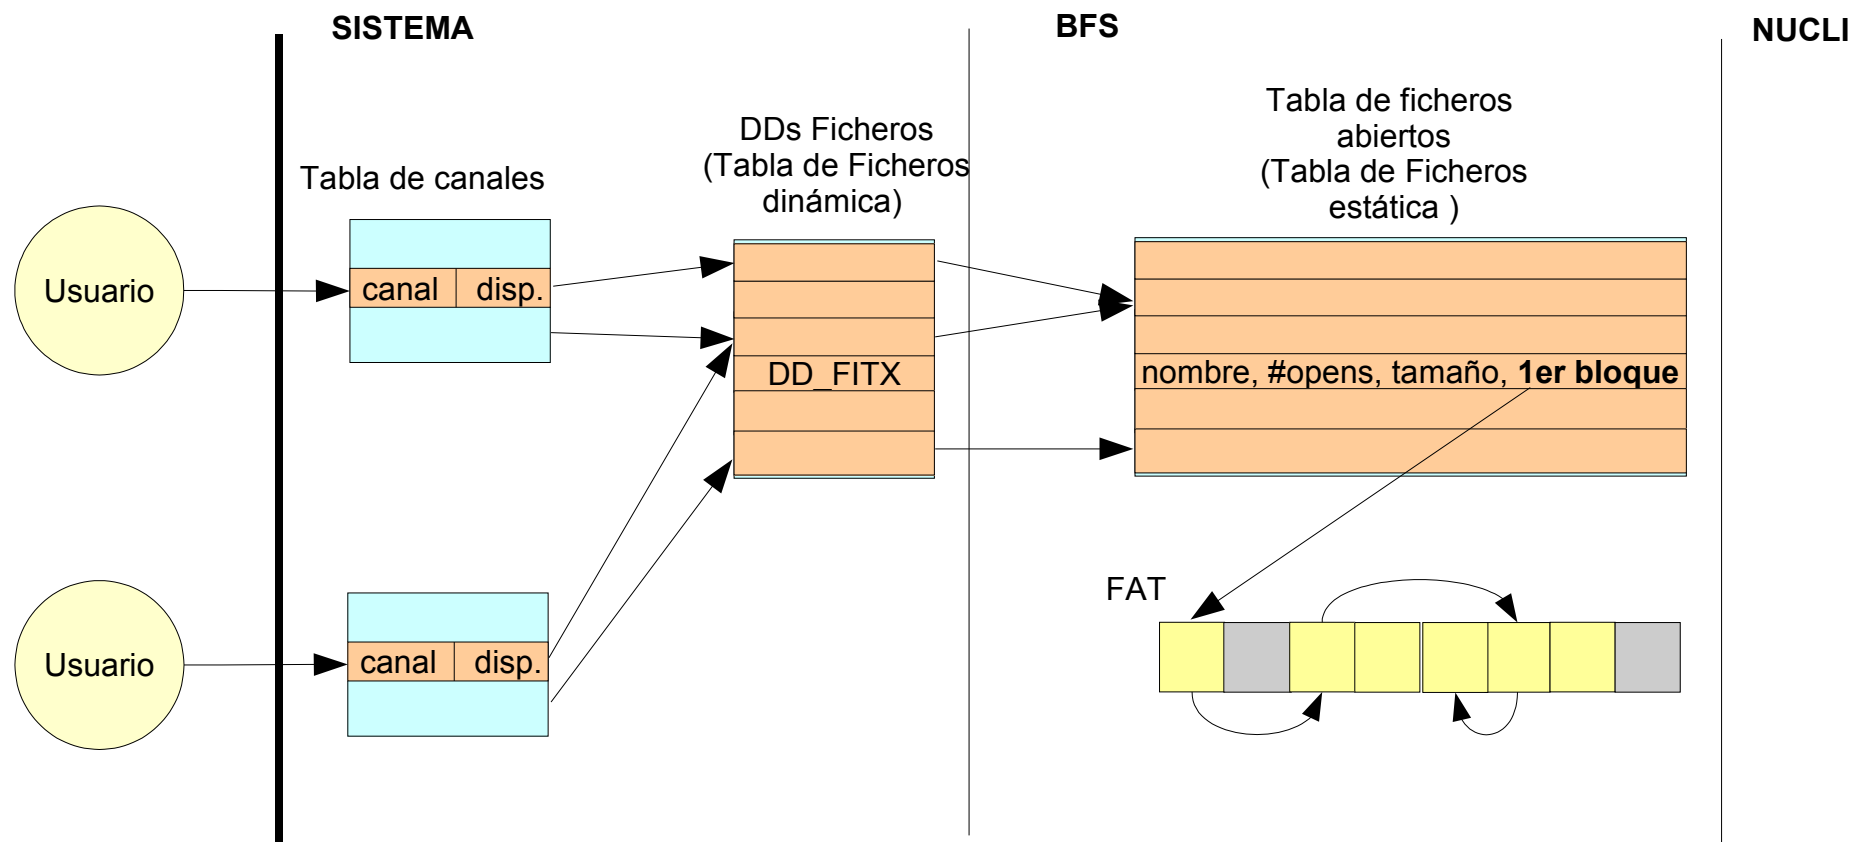 SISTEMA
BFS
NUCLI
Tabla de canales
DDs Ficheros
(Tabla de Ficheros
dinámica)
Tabla de ficheros
abiertos
(Tabla de Ficheros
estática )
Usuario
canal disp.
DD_FITX
nombre, #opens, tamaño, 1er bloque
FAT
Usuario
canal disp.